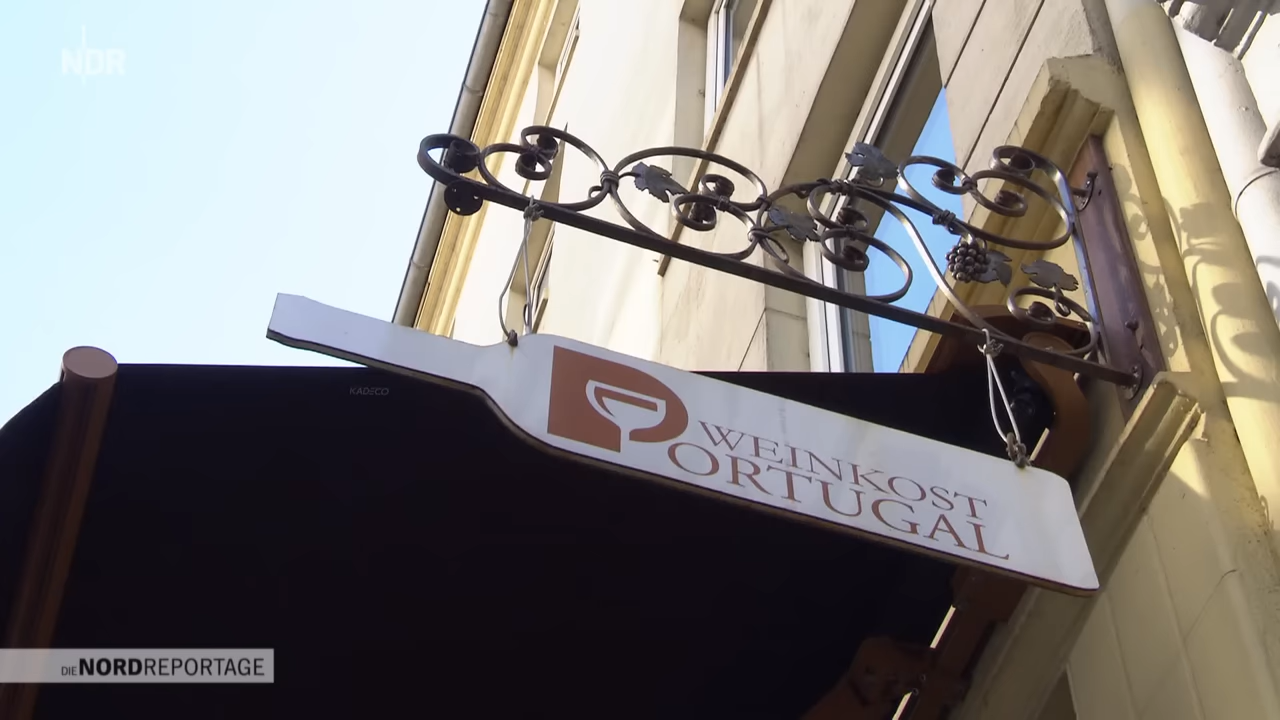 NDR
KADECO
WEINKOST
PORTUGAL
DIE NORDREPORTAGE